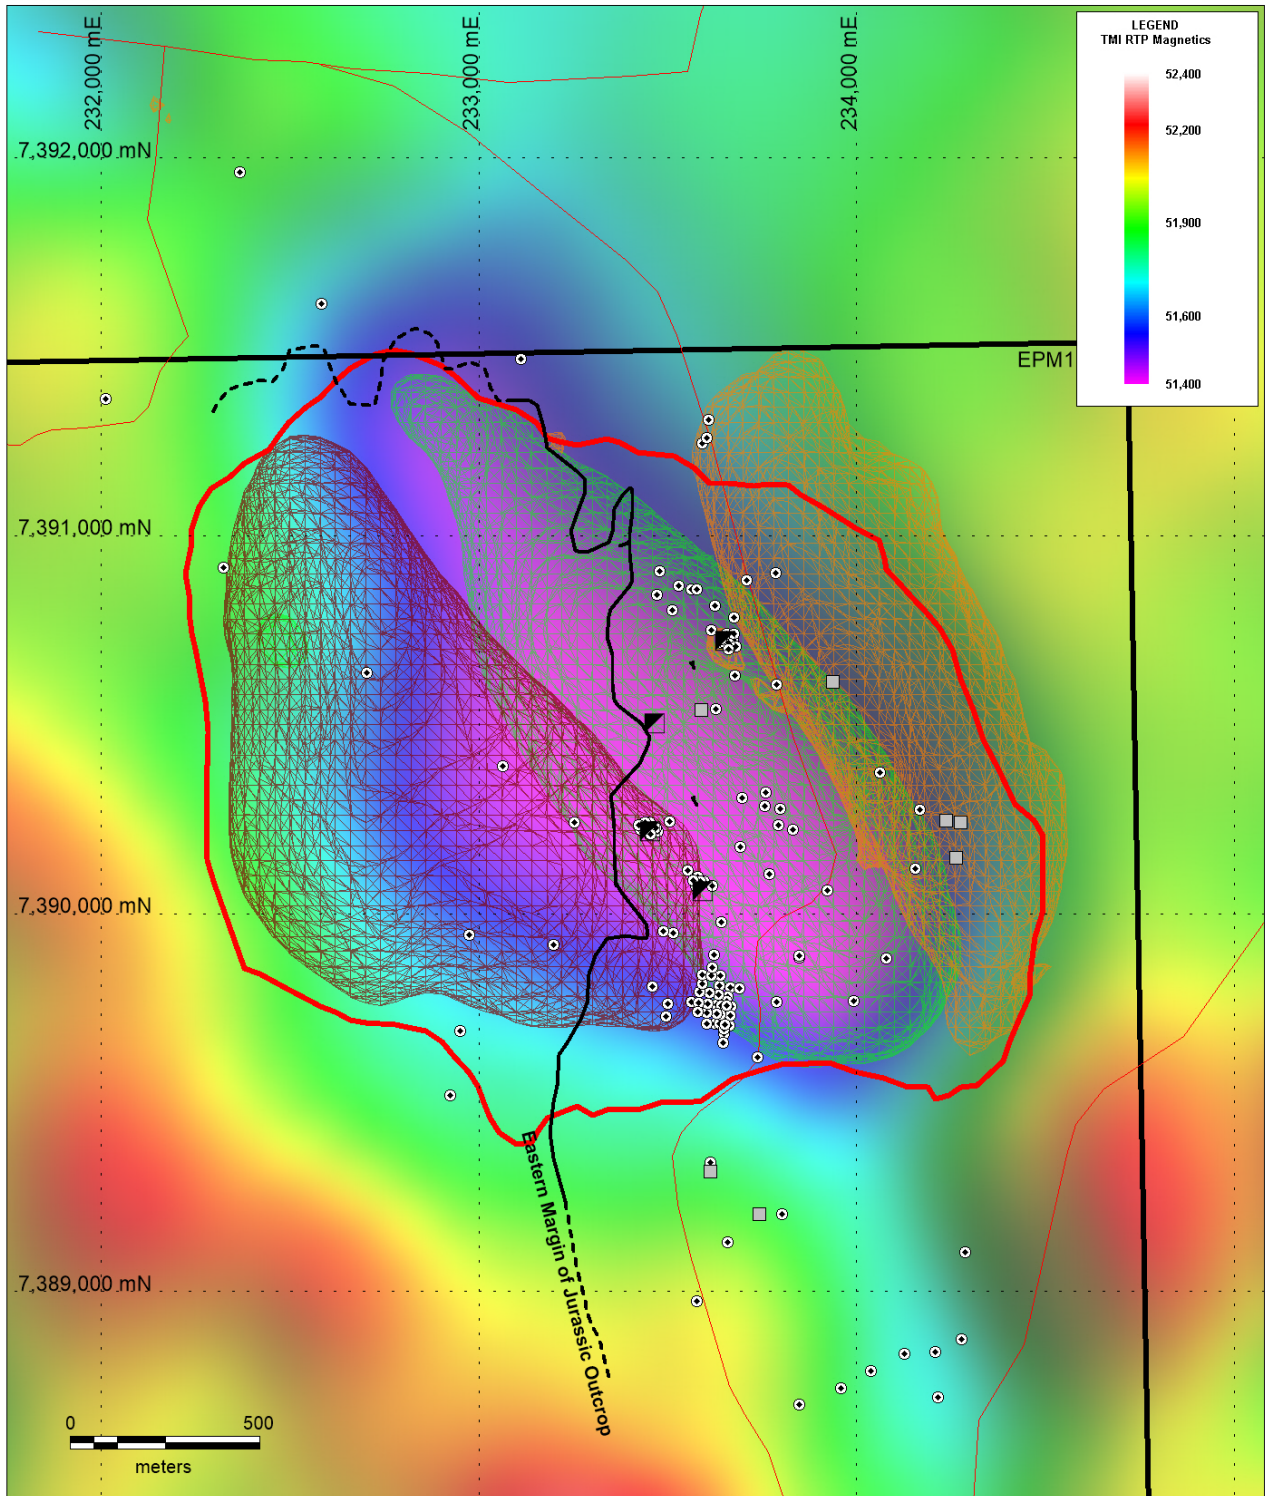 232,000 mE
233,000 mE
234,000 mE
LEGEND
TMI RTP Magnetics
52,400
52,200
51,900
51,600
51,400
7,392,000 mN
EPM1
7,391,000 mN
7,390,000 mN
Eastern Margin of Jurassic Outcrop
7,389,000 mN
0 500
meters